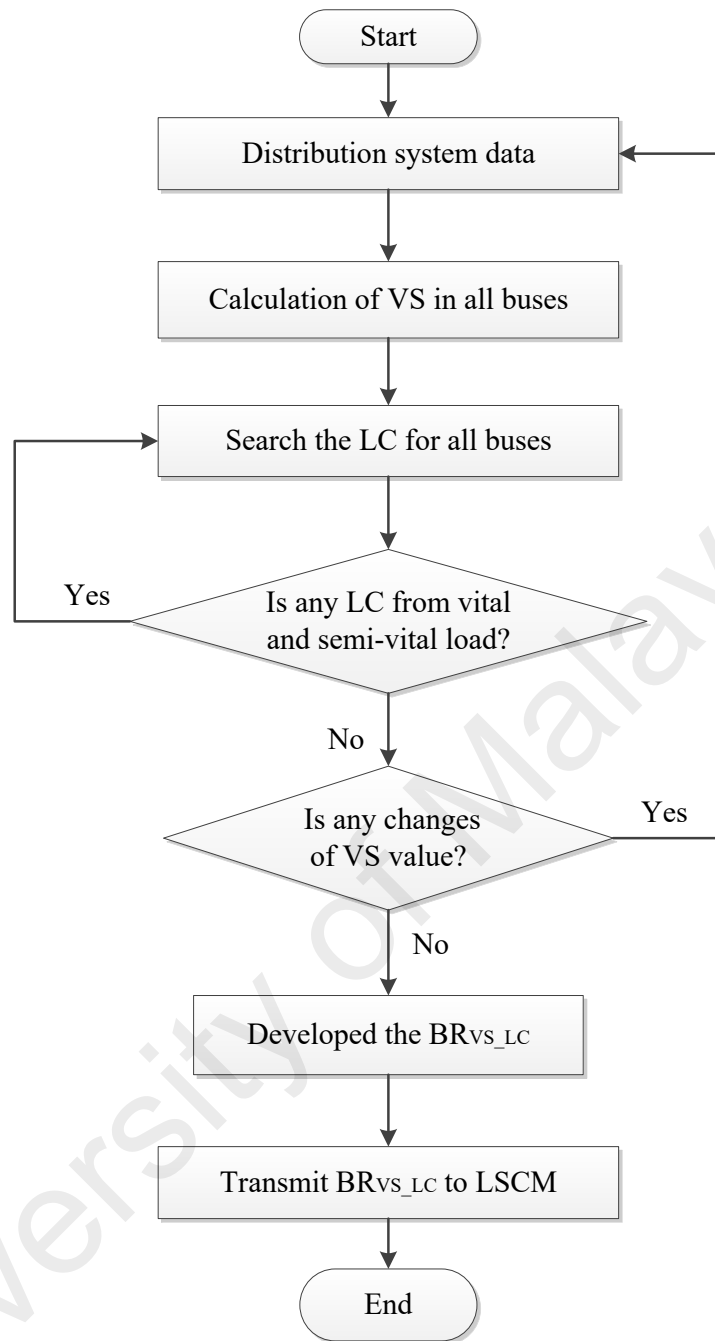 Start
Distribution system data
Calculation of VS in all buses
Search the LC for all buses
Yes
Is any LC from vital
and semi-vital load?
No
Is any changes
of VS value?
Yes
No
Developed the BRVS_LC
Transmit BRVS_LC to LSCM
End